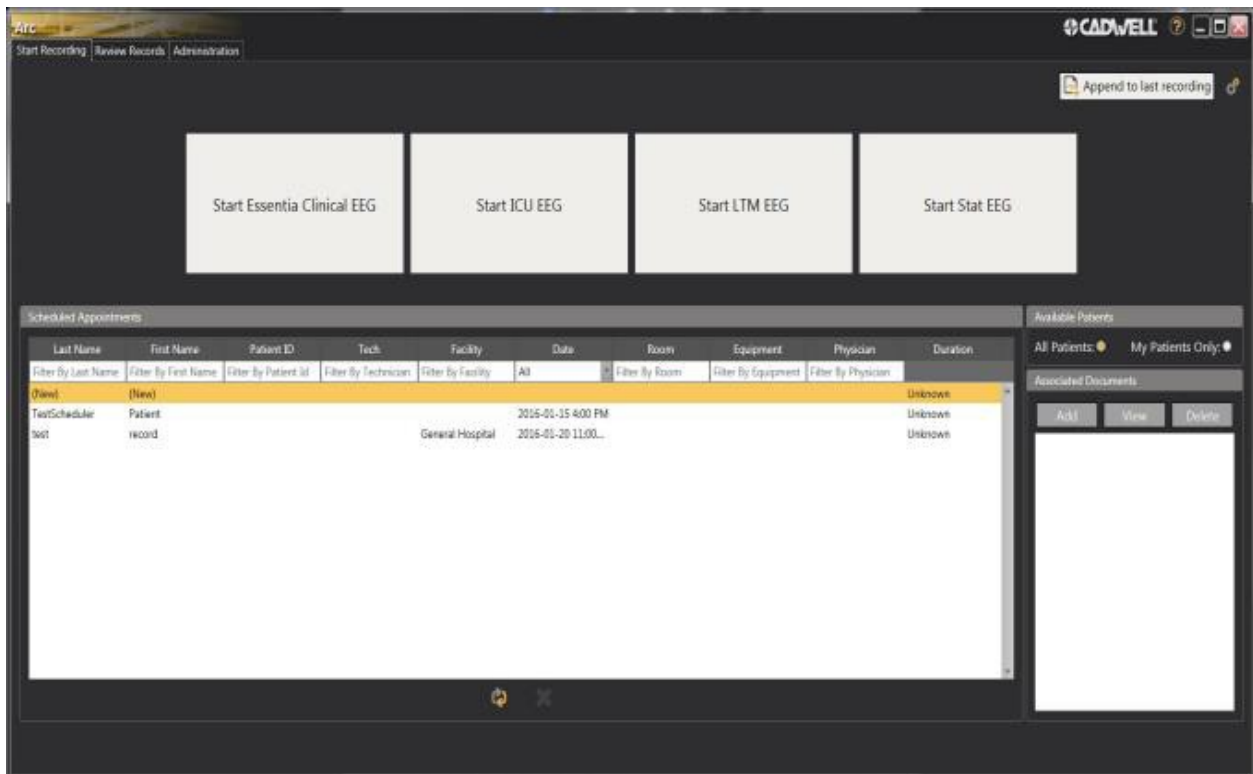 Arc
CADWELL ?
Start Recording Review Records Administration
Append to last recording
Start Essentia Clinical EEG Start ICU EEG Start LTM EEG Start Stat EEG
Scheduled Appointments Available Patients
Last Name First Name Patient ID Tech Facility Date Room Equipment Physician Duration
All Patients: My Patients Only:
Filter By Last Name Filter By First Name Filter By Patient Id Filter By Technician Filter By Facility All Filter By Room Filter By Equipment Filter By Physician
Associated Documents
(New) (New) Unknown
TestScheduler Patient 2016-01-15 4:00 PM Unknown
Add View Delete
test record General Hospital 2016-01-20 11:00... Unknown